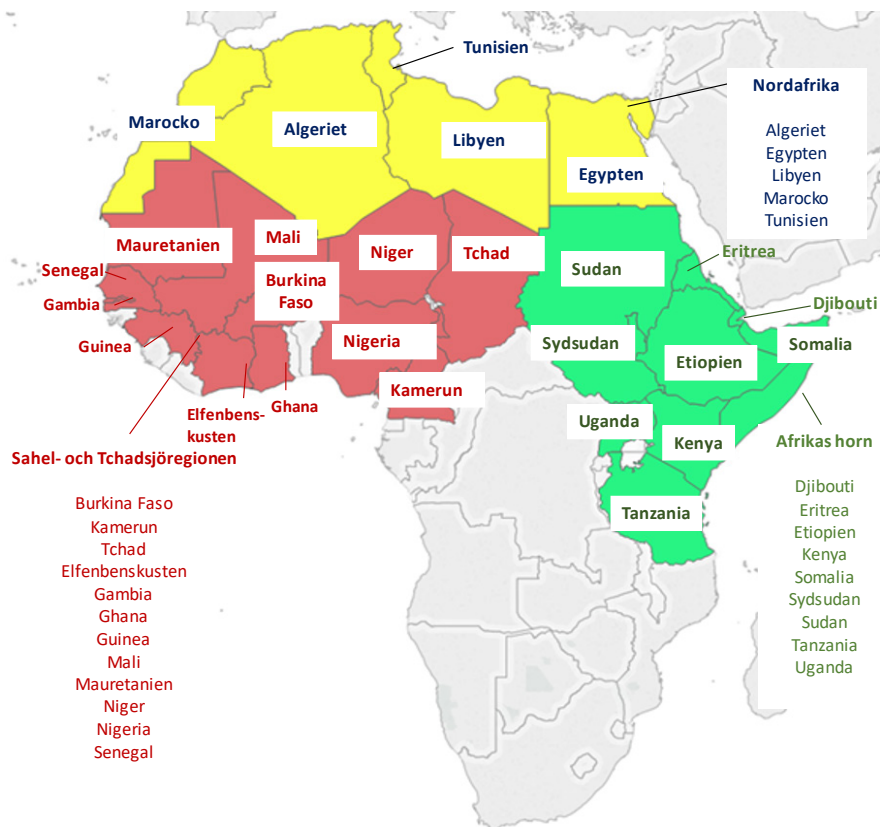 Tunisien
Nordafrika
Algeriet
Egypten
Libyen
Marocko
Tunisien
Marocko
Algeriet
Libyen
Egypten
Mauretanien
Mali
Niger
Tchad
Sudan
Eritrea
Senegal
Burkina
Faso
Djibouti
Gambia
Guinea
Nigeria
Sydsudan
Etiopien
Somalia
Kamerun
Elfenbens-
kusten
Ghana
Uganda
Kenya
Tanzania
Sahel- och Tchadsjöregionen
Burkina Faso
Kamerun
Tchad
Elfenbenskusten
Gambia
Ghana
Guinea
Mali
Mauretanien
Niger
Nigeria
Senegal
Afrikas horn
Djibouti
Eritrea
Etiopien
Kenya
Somalia
Sydsudan
Sudan
Tanzania
Uganda